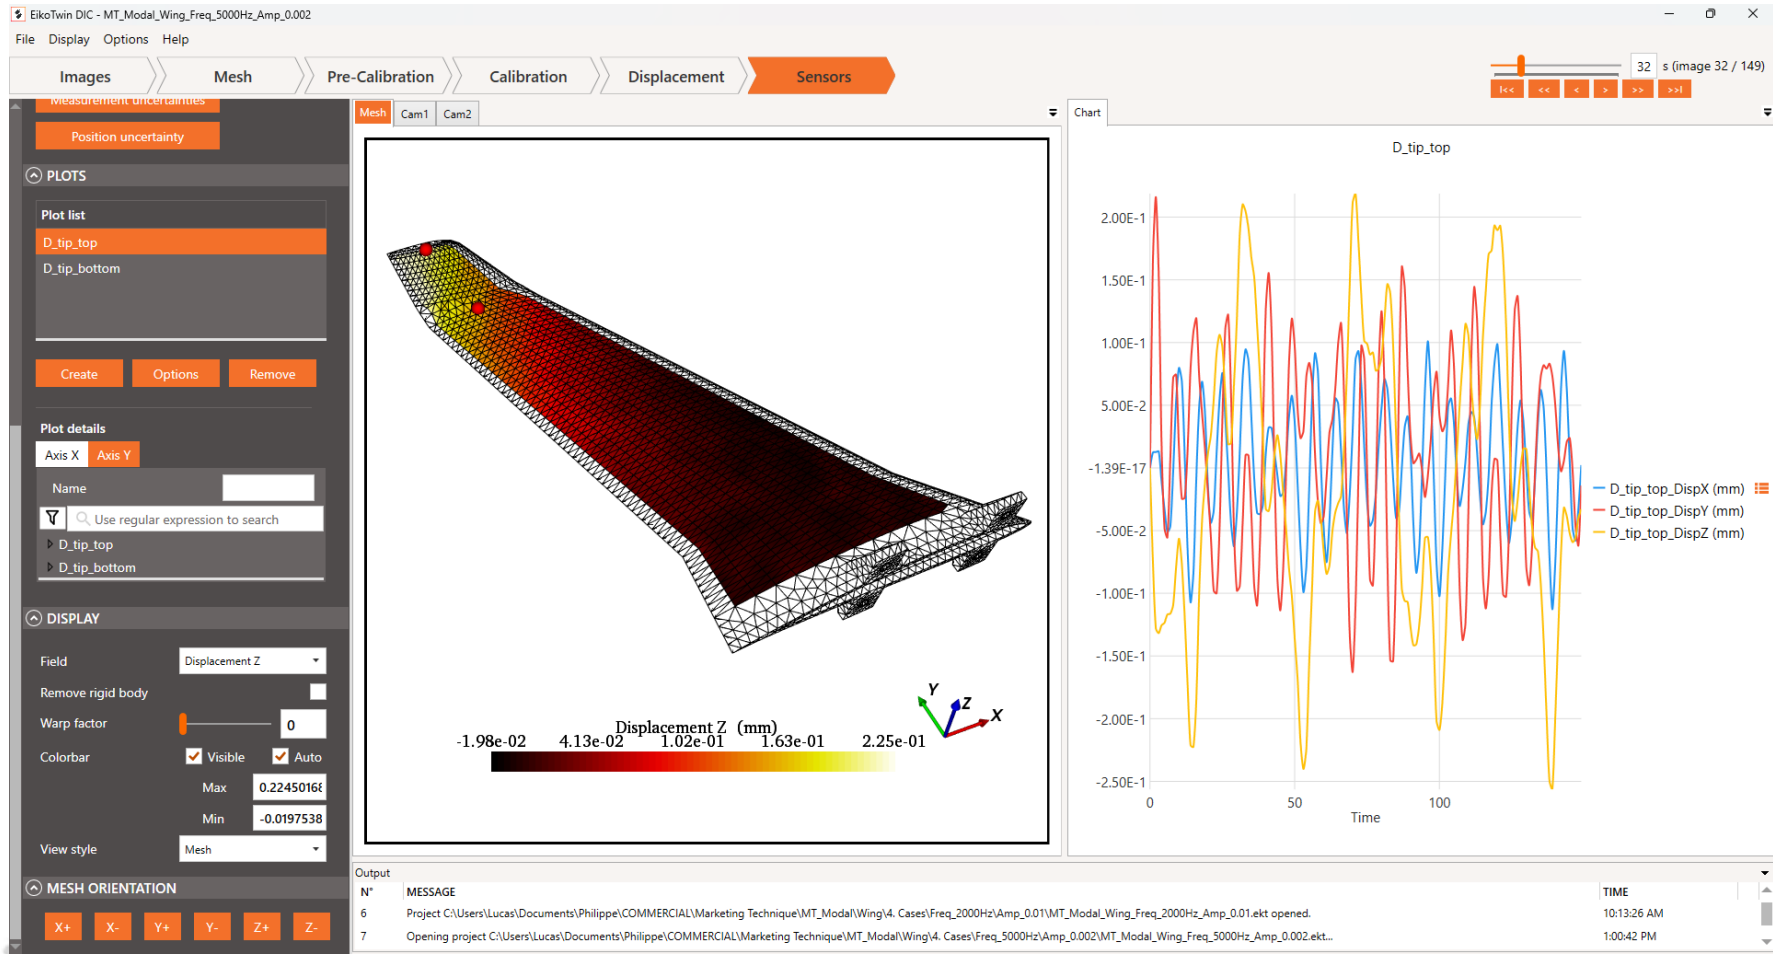 EikoTwin DIC - MT_Modal_Wing_Freq_5000Hz_Amp_0.002
File Display Options Help
Images Mesh Pre-Calibration Calibration Displacement Sensors
32 s (image 32 / 149)
|<< << < > >> >>|
Measurement uncertainties
Position uncertainty
PLOTS
Plot list
D_tip_top
D_tip_bottom
Create Options Remove
Plot details
Axis X Axis Y
Name
Use regular expression to search
D_tip_top
D_tip_bottom
DISPLAY
Field Displacement Z
Remove rigid body
Warp factor 0
Colorbar Visible Auto
Max 0.22450168
Min -0.0197538
View style Mesh
MESH ORIENTATION
X+ X- Y+ Y- Z+ Z-
Mesh Cam1 Cam2
Y
Z
X
Displacement Z (mm)
-1.98e-02 4.13e-02 1.02e-01 1.63e-01 2.25e-01
Chart
D_tip_top
2.00E-1
1.50E-1
1.00E-1
5.00E-2
-1.39E-17
-5.00E-2
-1.00E-1
-1.50E-1
-2.00E-1
-2.50E-1
0 50 100
Time
D_tip_top_DispX (mm)
D_tip_top_DispY (mm)
D_tip_top_DispZ (mm)
Output
N° MESSAGE TIME
6 Project C:\Users\Lucas\Documents\Philippe\COMMERCIAL\Marketing Technique\MT_Modal\Wing\4. Cases\Freq_2000Hz\Amp_0.01\MT_Modal_Wing_Freq_2000Hz_Amp_0.01.ekt opened. 10:13:26 AM
7 Opening project C:\Users\Lucas\Documents\Philippe\COMMERCIAL\Marketing Technique\MT_Modal\Wing\4. Cases\Freq_5000Hz\Amp_0.002\MT_Modal_Wing_Freq_5000Hz_Amp_0.002.ekt... 1:00:42 PM